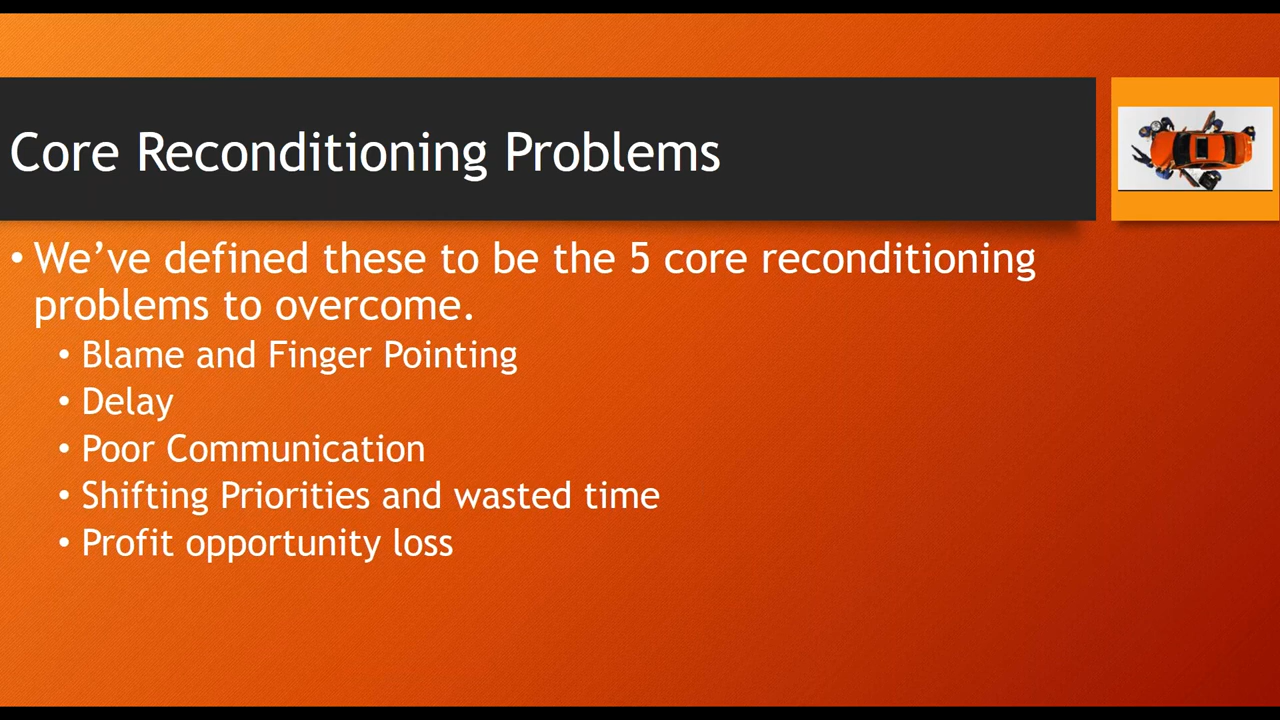 Core Reconditioning Problems
• We’ve defined these to be the 5 core reconditioning
problems to overcome.
• Blame and Finger Pointing
• Delay
• Poor Communication
• Shifting Priorities and wasted time
• Profit opportunity loss